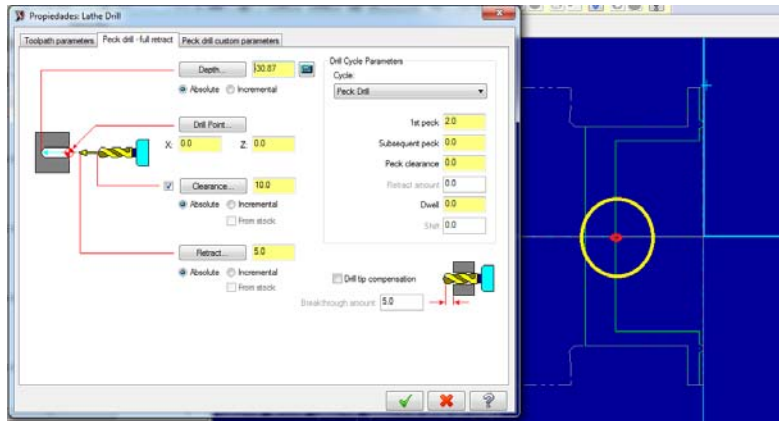 Propiedades: Lathe Drill
Toolpath parameters Peck drill - full retract Peck drill custom parameters
Depth... -30.87
Absolute Incremental
Drill Point...
X: 0.0 Z: 0.0
Clearance... 10.0
Absolute Incremental
From stock
Retract... 5.0
Absolute Incremental
From stock
Drill Cycle Parameters
Cycle:
Peck Drill
1st peck 2.0
Subsequent peck 0.0
Peck clearance 0.0
Retract amount 0.0
Dwell 0.0
Shift 0.0
Drill tip compensation
Breakthrough amount 5.0